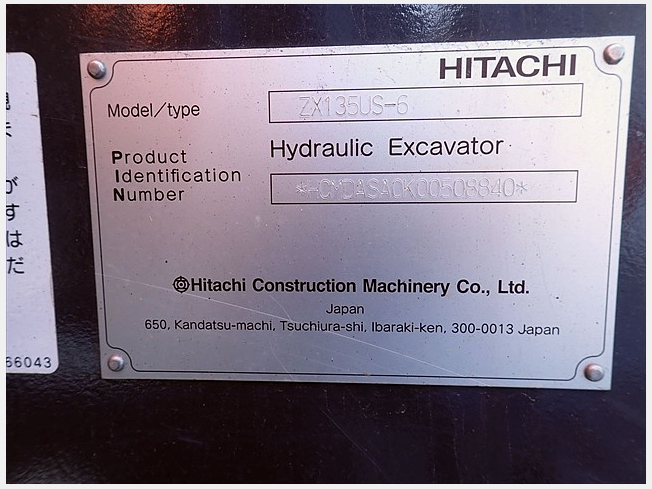 HITACHI
Model/type ZX135US-6
Hydraulic Excavator
Product
Identification
Number
*HCMDASA0K00508840*
Hitachi Construction Machinery Co., Ltd.
Japan
650, Kandatsu-machi, Tsuchiura-shi, Ibaraki-ken, 300-0013 Japan
が
す
は
だ
66043